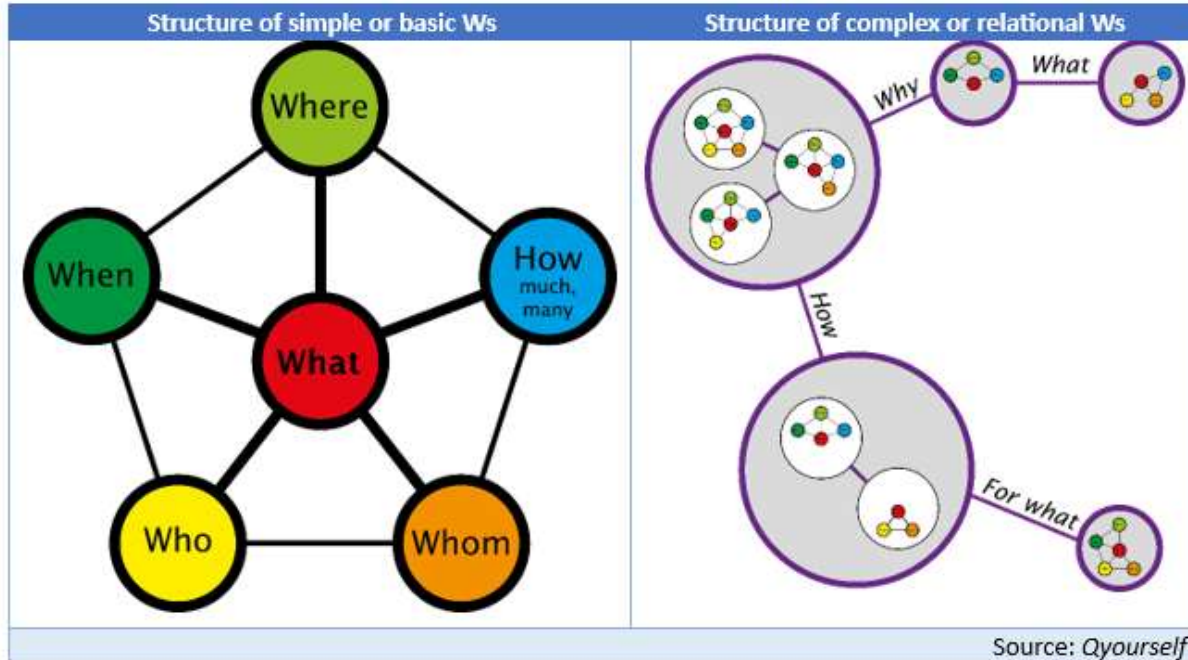 Structure of simple or basic Ws
Where
When
How
much,
many
What
Who
Whom
Structure of complex or relational Ws
Why
What
How
For what
Source: Qyourself